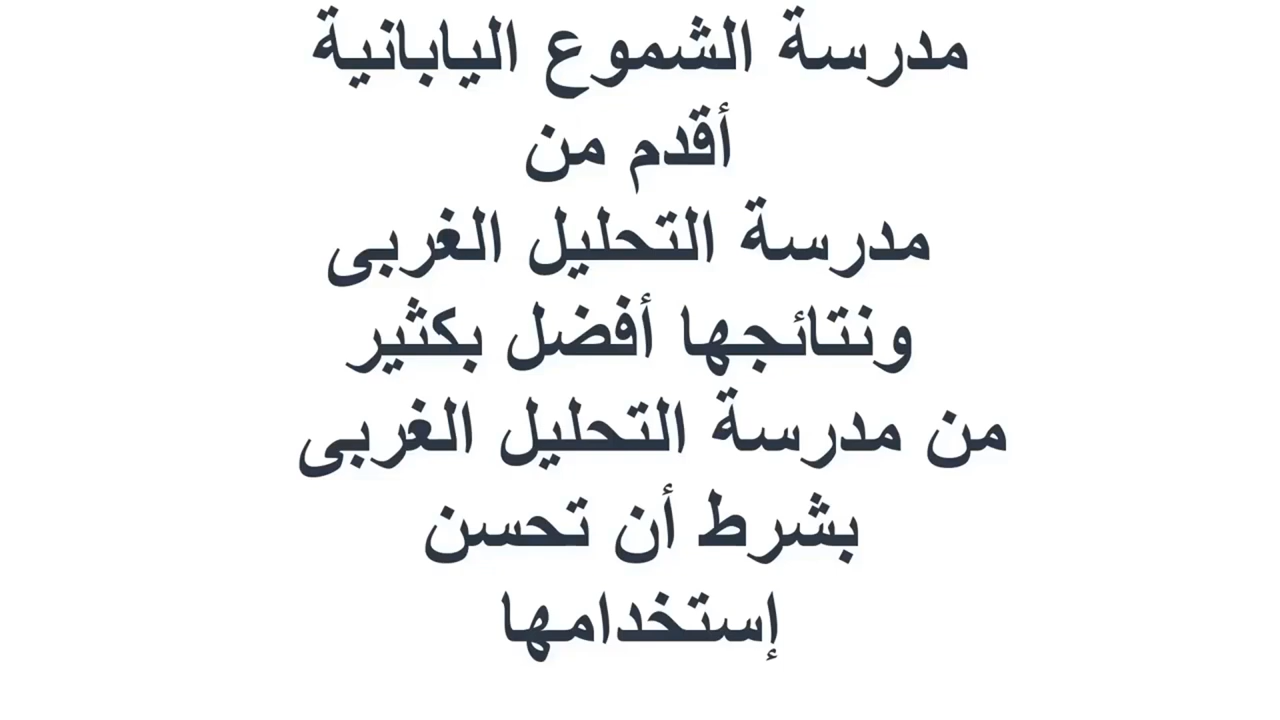 مدرسة الشموع اليابانية
أقدم من
مدرسة التحليل الغربى
ونتائجها أفضل بكثير
من مدرسة التحليل الغربى
بشرط أن تحسن
إستخدامها